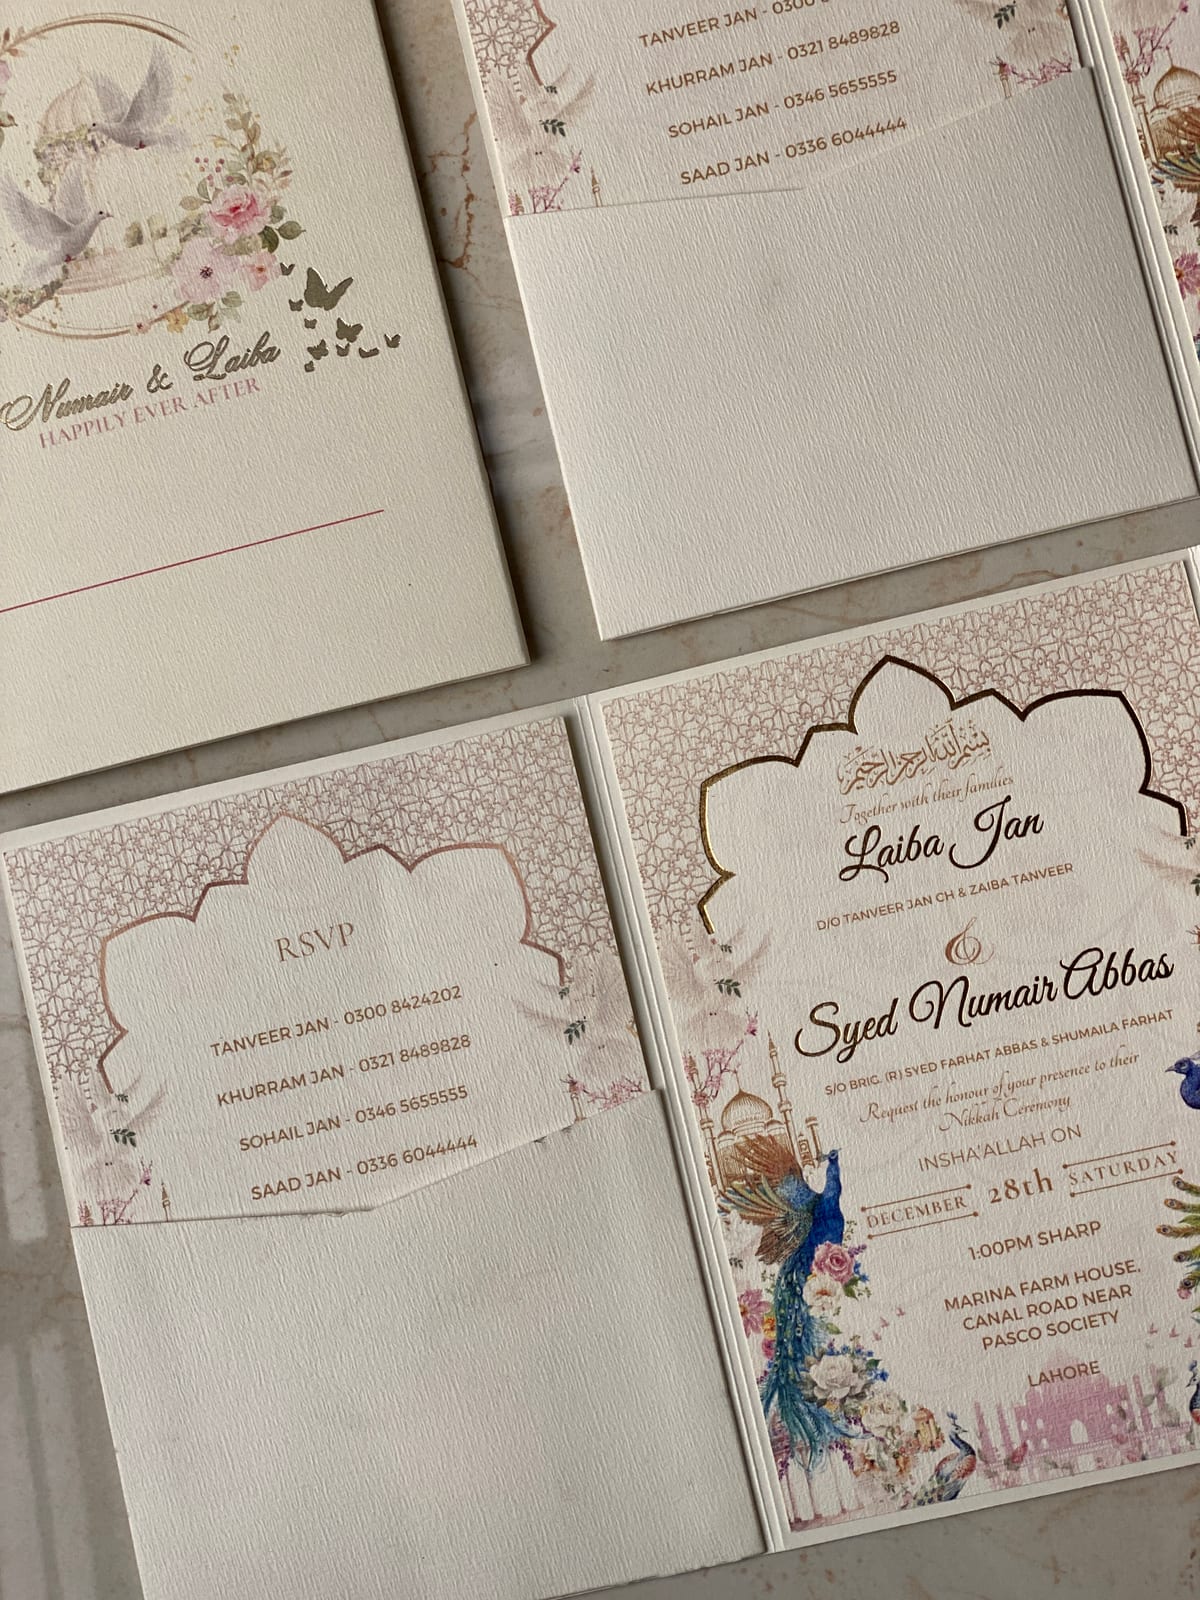 Numair & Laiba
HAPPILY EVER AFTER
TANVEER JAN - 0300
KHURRAM JAN - 0321 8489828
SOHAIL JAN - 0346 5655555
SAAD JAN - 0336 6044444
RSVP
TANVEER JAN - 0300 8424202
KHURRAM JAN - 0321 8489828
SOHAIL JAN - 0346 5655555
SAAD JAN - 0336 6044444
بسم الله الرحمن الرحيم
Together with their families
Laiba Jan
D/O TANVEER JAN CH & ZAIBA TANVEER
&
Syed Numair Abbas
S/O BRIG. (R) SYED FARHAT ABBAS & SHUMAILA FARHAT
Request the honour of your presence to their
Nikkah Ceremony
INSHA'ALLAH ON
DECEMBER 28th SATURDAY
1:00PM SHARP
MARINA FARM HOUSE,
CANAL ROAD NEAR
PASCO SOCIETY
LAHORE